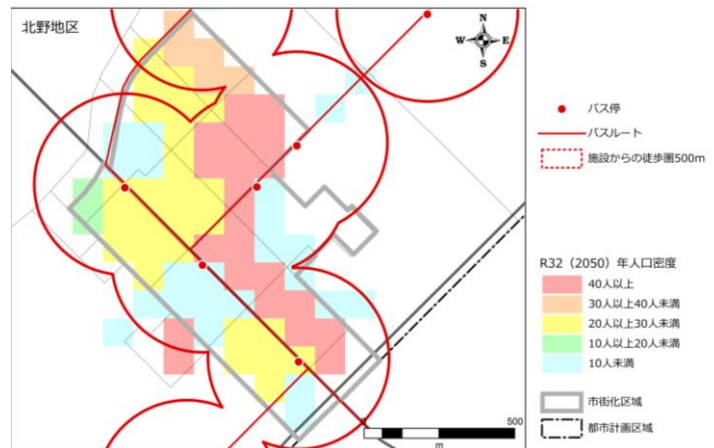 北野地区
N
W
E
S
バス停
バスルート
施設からの徒歩圏500m
R32（2050）年人口密度
40人以上
30人以上40人未満
20人以上30人未満
10人以上20人未満
10人未満
市街化区域
都市計画区域
500
m